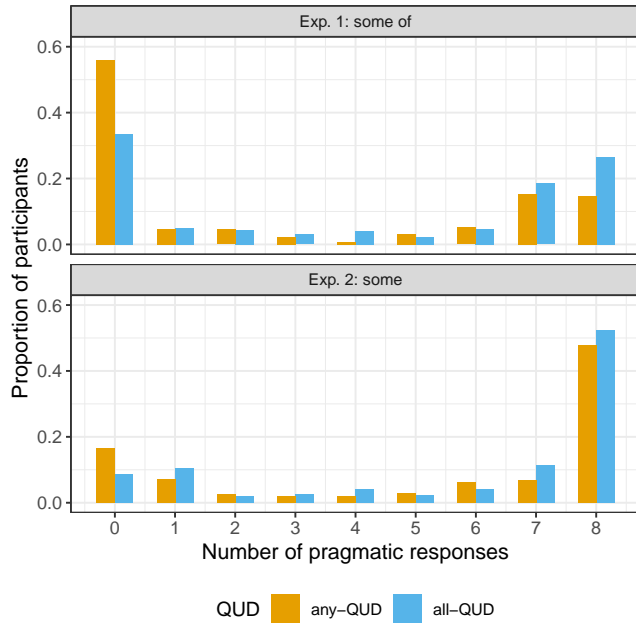 Exp. 1: some of
0.6
0.4
0.2
0.0
Exp. 2: some
0.6
0.4
0.2
0.0
Proportion of participants
0 1 2 3 4 5 6 7 8
Number of pragmatic responses
QUD any−QUD all−QUD